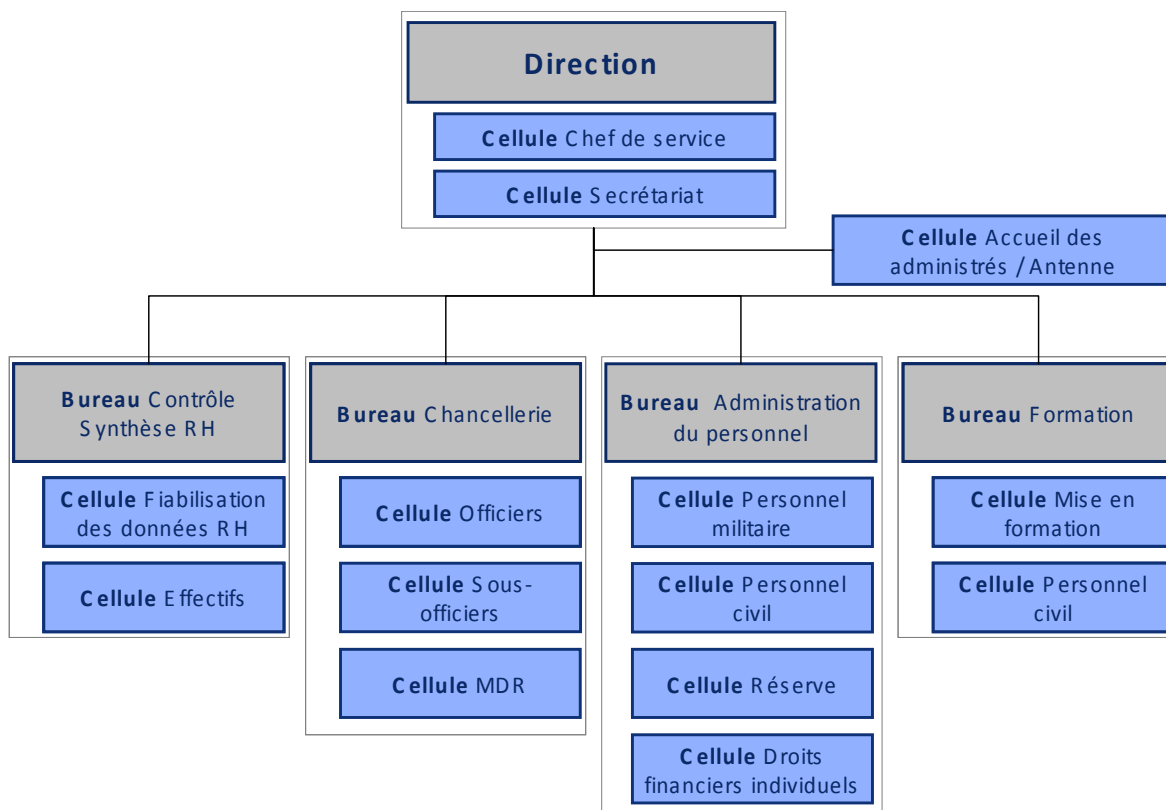 Direction
Cellule Chef de service
Cellule Secrétariat
Cellule Accueil des
administrés / Antenne
Bureau Contrôle
Synthèse RH
Cellule Fiabilisation
des données RH
Cellule Effectifs
Bureau Chancellerie
Cellule Officiers
Cellule Sous-
officiers
Cellule MDR
Bureau Administration
du personnel
Cellule Personnel
militaire
Cellule Personnel
civil
Cellule Réserve
Cellule Droits
financiers individuels
Bureau Formation
Cellule Mise en
formation
Cellule Personnel
civil